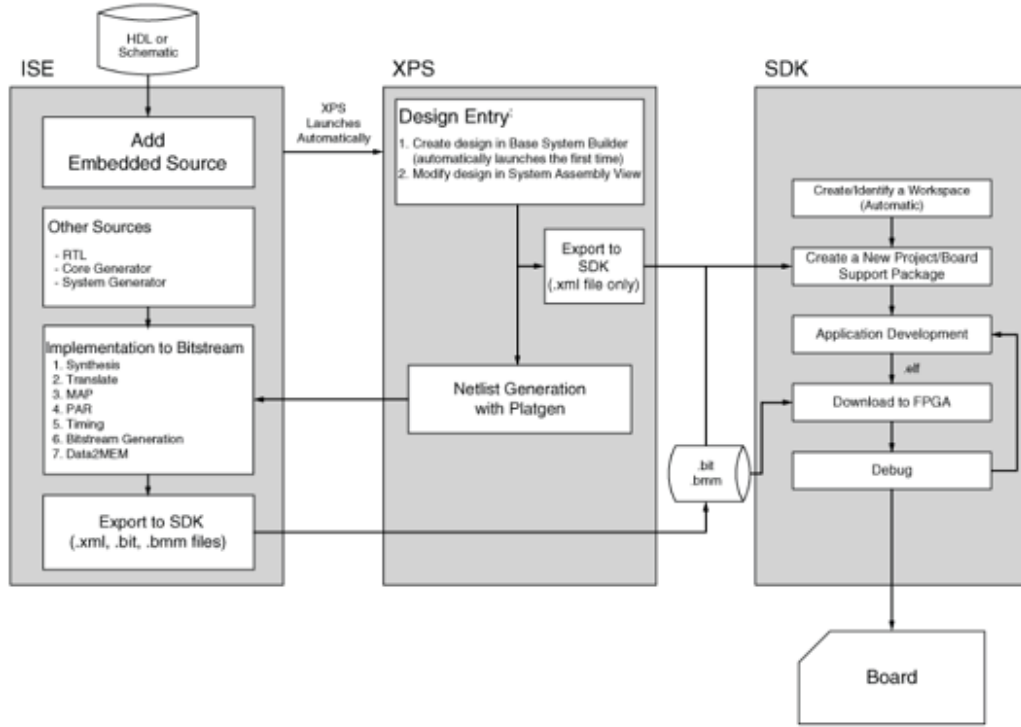 HDL or
Schematic
ISE
Add
Embedded Source
Other Sources
- RTL
- Core Generator
- System Generator
Implementation to Bitstream
1. Synthesis
2. Translate
3. MAP
4. PAR
5. Timing
6. Bitstream Generation
7. Data2MEM
Export to SDK
(.xml, .bit, .bmm files)
XPS
Launches
Automatically
XPS
Design Entry:
1. Create design in Base System Builder
(automatically launches the first time)
2. Modify design in System Assembly View
Export to
SDK
(.xml file only)
Netlist Generation
with Platgen
.bit
.bmm
SDK
Create/Identify a Workspace
(Automatic)
Create a New Project/Board
Support Package
Application Development
.elf
Download to FPGA
Debug
Board